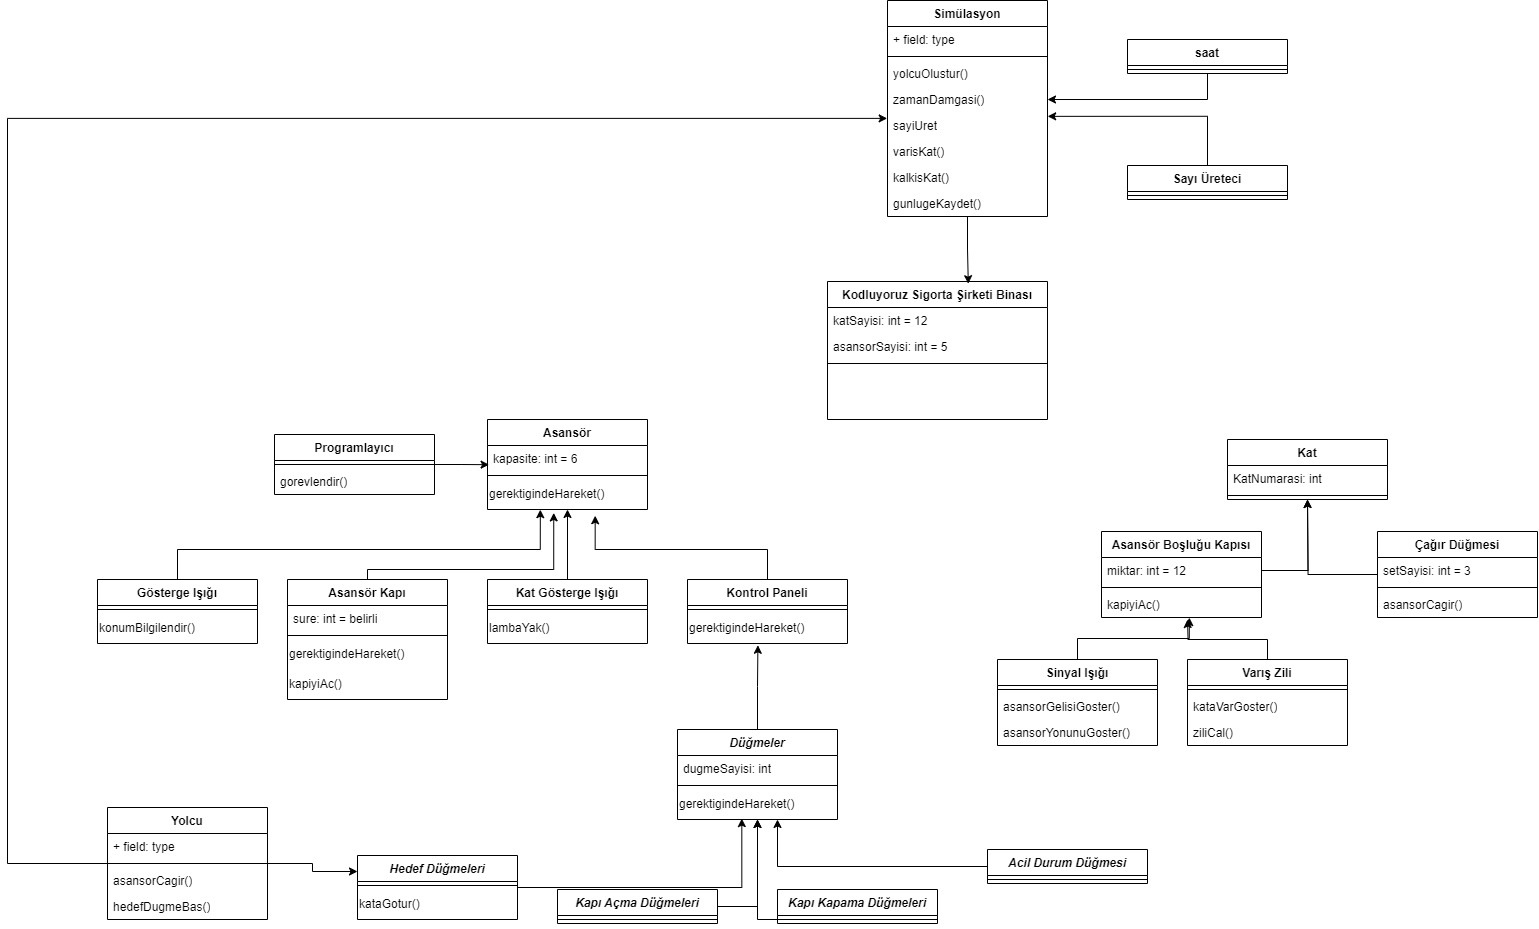 Simülasyon
+ field: type
yolcuOlustur()
zamanDamgasi()
sayiUret
varisKat()
kalkisKat()
gunlugeKaydet()
saat
Sayı Üreteci
Kodluyoruz Sigorta Şirketi Binası
katSayisi: int = 12
asansorSayisi: int = 5
Programlayıcı
gorevlendir()
Asansör
kapasite: int = 6
gerektigindeHareket()
Kat
KatNumarasi: int
Gösterge Işığı
konumBilgilendir()
Asansör Kapı
sure: int = belirli
gerektigindeHareket()
kapiyiAc()
Kat Gösterge Işığı
lambaYak()
Kontrol Paneli
gerektigindeHareket()
Asansör Boşluğu Kapısı
miktar: int = 12
kapiyiAc()
Çağır Düğmesi
setSayisi: int = 3
asansorCagir()
Sinyal Işığı
asansorGelisiGoster()
asansorYonunuGoster()
Varış Zili
kataVarGoster()
ziliCal()
Düğmeler
dugmeSayisi: int
gerektigindeHareket()
Yolcu
+ field: type
asansorCagir()
hedefDugmeBas()
Hedef Düğmeleri
kataGotur()
Kapı Açma Düğmeleri
Kapı Kapama Düğmeleri
Acil Durum Düğmesi